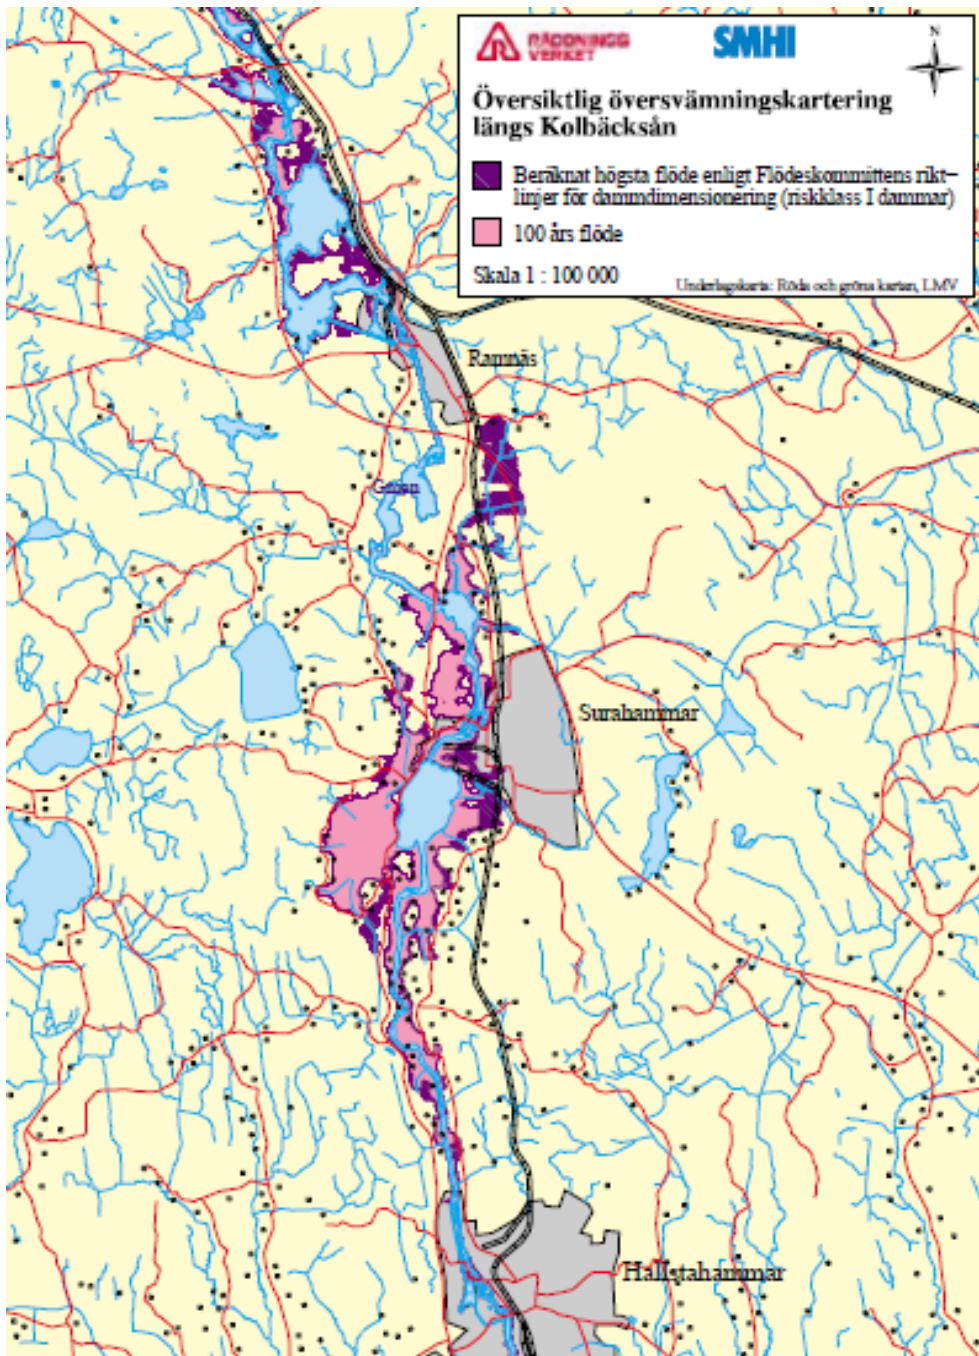 RÄDDNINGS
VERKET
SMHI
N
Översiktlig översvämningskartering
längs Kolbäcksån
Beräknat högsta flöde enligt Flödeskommittens rikt-
linjer för dammdimensionering (riskklass I dammar)
100 års flöde
Skala 1 : 100 000
Underlagskarta: Röda och gröna kartan, LMV
Ramnäs
Surahammar
Hallstahammar